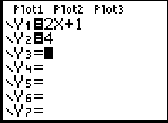 Plot1 Plot2 Plot3
\Y1=2X+1
\Y2=4
\Y3=
\Y4=
\Y5=
\Y6=
\Y7=